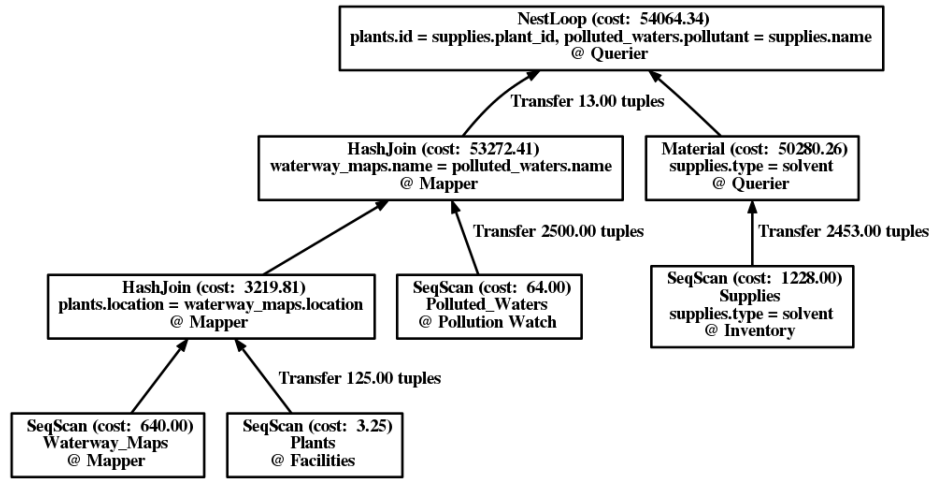 NestLoop (cost: 54064.34)
plants.id = supplies.plant_id, polluted_waters.pollutant = supplies.name
@ Querier
Transfer 13.00 tuples
HashJoin (cost: 53272.41)
waterway_maps.name = polluted_waters.name
@ Mapper
Material (cost: 50280.26)
supplies.type = solvent
@ Querier
Transfer 2500.00 tuples
Transfer 2453.00 tuples
HashJoin (cost: 3219.81)
plants.location = waterway_maps.location
@ Mapper
SeqScan (cost: 64.00)
Polluted_Waters
@ Pollution Watch
SeqScan (cost: 1228.00)
Supplies
supplies.type = solvent
@ Inventory
Transfer 125.00 tuples
SeqScan (cost: 640.00)
Waterway_Maps
@ Mapper
SeqScan (cost: 3.25)
Plants
@ Facilities